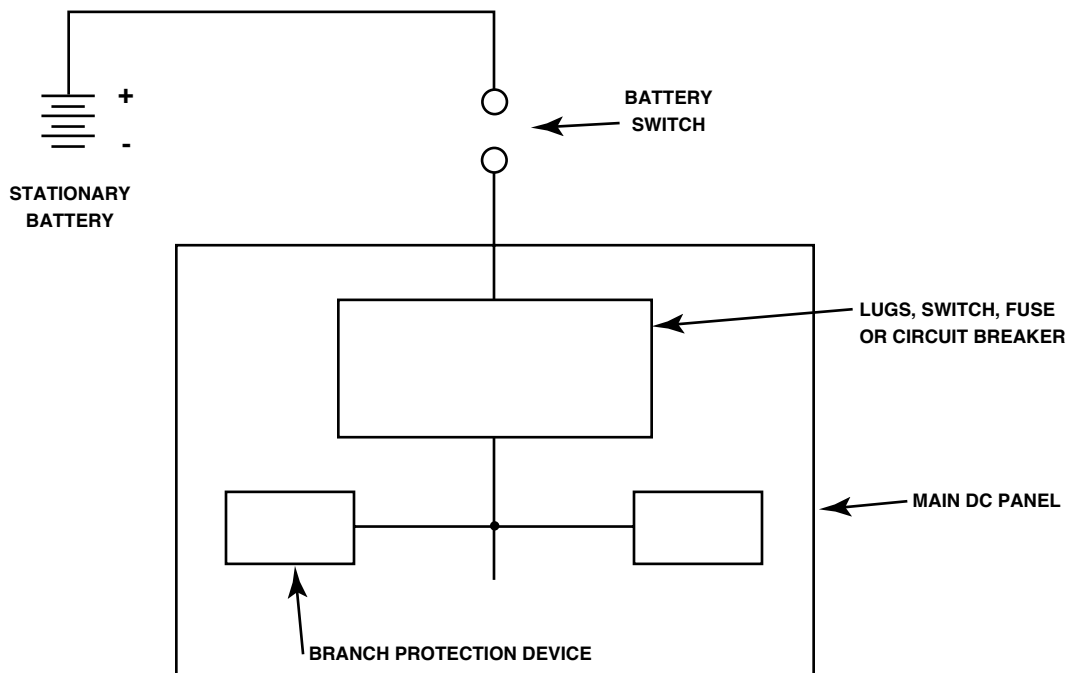 +
-
STATIONARY
BATTERY
BATTERY
SWITCH
LUGS, SWITCH, FUSE
OR CIRCUIT BREAKER
MAIN DC PANEL
BRANCH PROTECTION DEVICE